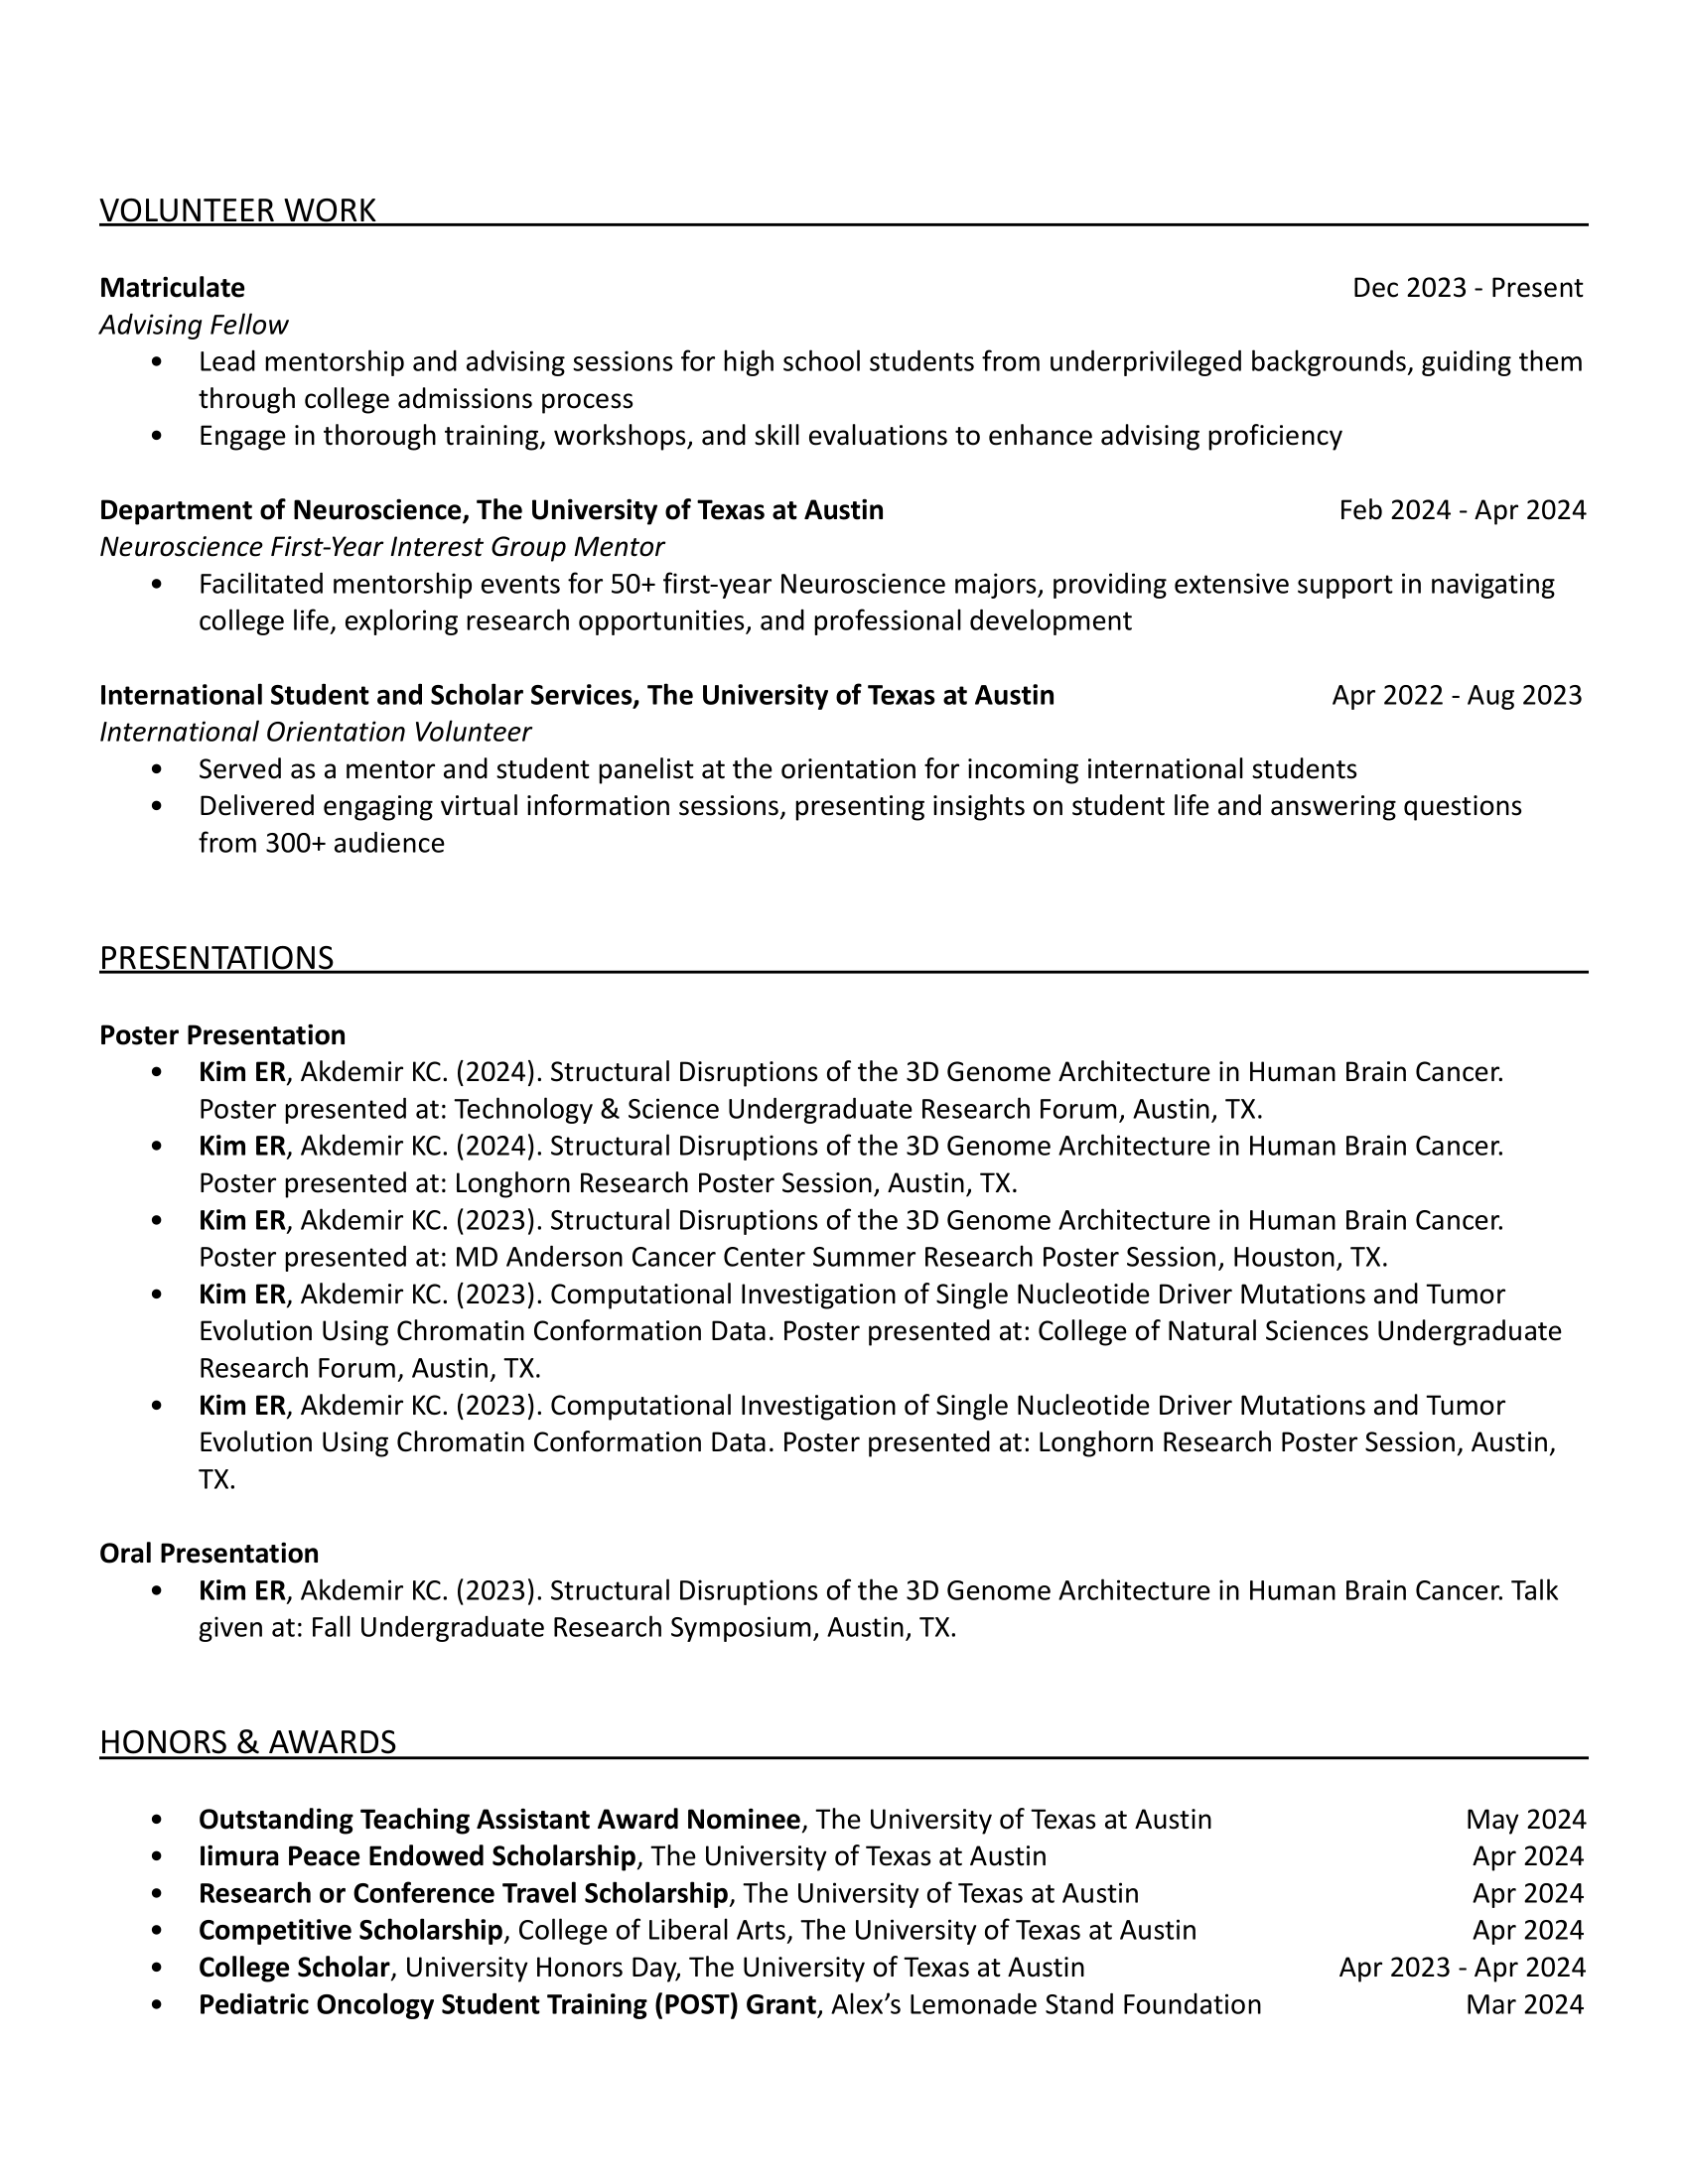 VOLUNTEER WORK
Matriculate Dec 2023 - Present
Advising Fellow
• Lead mentorship and advising sessions for high school students from underprivileged backgrounds, guiding them
through college admissions process
• Engage in thorough training, workshops, and skill evaluations to enhance advising proficiency
Department of Neuroscience, The University of Texas at Austin Feb 2024 - Apr 2024
Neuroscience First-Year Interest Group Mentor
• Facilitated mentorship events for 50+ first-year Neuroscience majors, providing extensive support in navigating
college life, exploring research opportunities, and professional development
International Student and Scholar Services, The University of Texas at Austin Apr 2022 - Aug 2023
International Orientation Volunteer
• Served as a mentor and student panelist at the orientation for incoming international students
• Delivered engaging virtual information sessions, presenting insights on student life and answering questions
from 300+ audience
PRESENTATIONS
Poster Presentation
• Kim ER, Akdemir KC. (2024). Structural Disruptions of the 3D Genome Architecture in Human Brain Cancer.
Poster presented at: Technology & Science Undergraduate Research Forum, Austin, TX.
• Kim ER, Akdemir KC. (2024). Structural Disruptions of the 3D Genome Architecture in Human Brain Cancer.
Poster presented at: Longhorn Research Poster Session, Austin, TX.
• Kim ER, Akdemir KC. (2023). Structural Disruptions of the 3D Genome Architecture in Human Brain Cancer.
Poster presented at: MD Anderson Cancer Center Summer Research Poster Session, Houston, TX.
• Kim ER, Akdemir KC. (2023). Computational Investigation of Single Nucleotide Driver Mutations and Tumor
Evolution Using Chromatin Conformation Data. Poster presented at: College of Natural Sciences Undergraduate
Research Forum, Austin, TX.
• Kim ER, Akdemir KC. (2023). Computational Investigation of Single Nucleotide Driver Mutations and Tumor
Evolution Using Chromatin Conformation Data. Poster presented at: Longhorn Research Poster Session, Austin,
TX.
Oral Presentation
• Kim ER, Akdemir KC. (2023). Structural Disruptions of the 3D Genome Architecture in Human Brain Cancer. Talk
given at: Fall Undergraduate Research Symposium, Austin, TX.
HONORS & AWARDS
• Outstanding Teaching Assistant Award Nominee, The University of Texas at Austin May 2024
• Iimura Peace Endowed Scholarship, The University of Texas at Austin Apr 2024
• Research or Conference Travel Scholarship, The University of Texas at Austin Apr 2024
• Competitive Scholarship, College of Liberal Arts, The University of Texas at Austin Apr 2024
• College Scholar, University Honors Day, The University of Texas at Austin Apr 2023 - Apr 2024
• Pediatric Oncology Student Training (POST) Grant, Alex’s Lemonade Stand Foundation Mar 2024